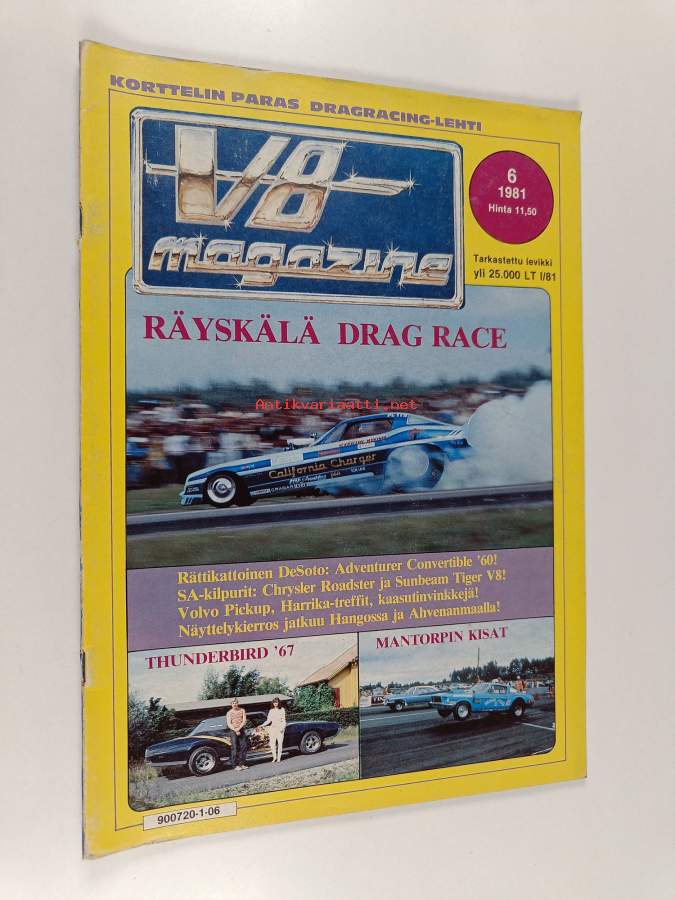 KORTTELIN PARAS DRAGRACING-LEHTI
V8
magazine
6
1981
Hinta 11,50
Tarkastettu levikki
yli 25.000 LT I/81
RÄYSKÄLÄ DRAG RACE
Antikvariaatti.net
California Charger
Rättikattoinen DeSoto: Adventurer Convertible '60!
SA-kilpurit: Chrysler Roadster ja Sunbeam Tiger V8!
Volvo Pickup, Harrika-treffit, kaasutinvinkkejä!
Näyttelykierros jatkuu Hangossa ja Ahvenanmaalla!
THUNDERBIRD '67
MANTORPIN KISAT
900720-1-06